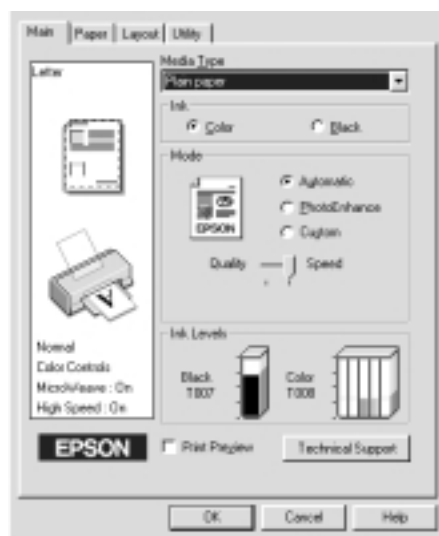 Main Paper Layout Utility
Letter
Normal
Color Controls
MicroWeave : On
High Speed : On
EPSON
Media Type
Plain paper
Ink
Color Black
Mode
EPSON
Automatic
PhotoEnhance
Custom
Quality Speed
Ink Levels
Black T007
Color T008
Print Preview Technical Support
OK Cancel Help